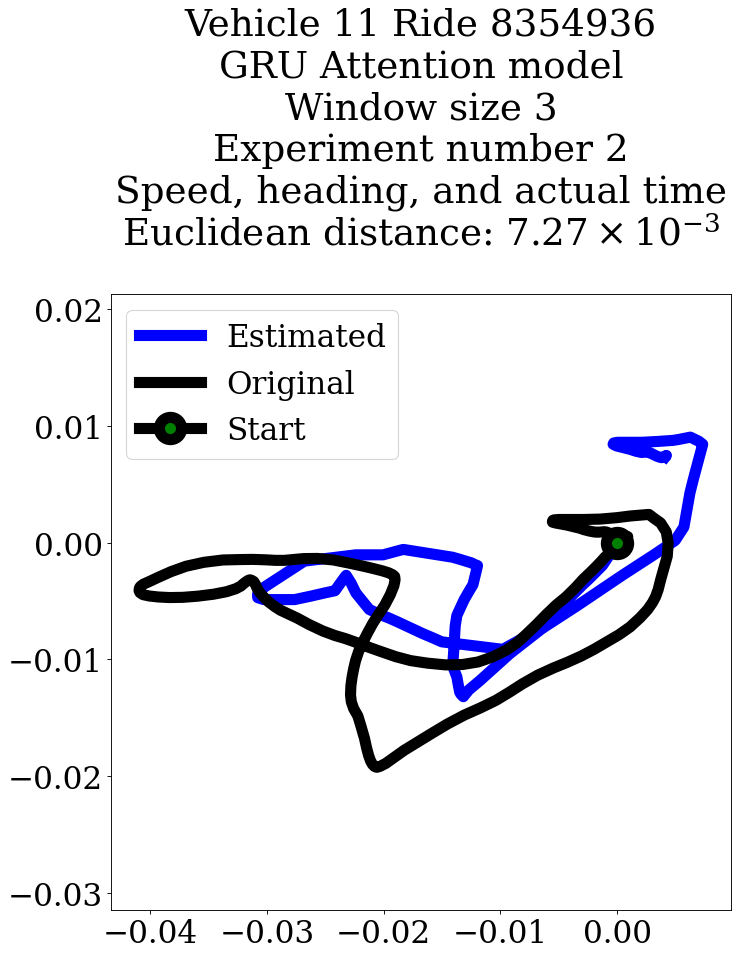 Vehicle 11 Ride 8354936
GRU Attention model
Window size 3
Experiment number 2
Speed, heading, and actual time
Euclidean distance: 7.27 × 10⁻³
0.02
0.01
0.00
−0.01
−0.02
−0.03
Estimated
Original
Start
−0.04 −0.03 −0.02 −0.01 0.00